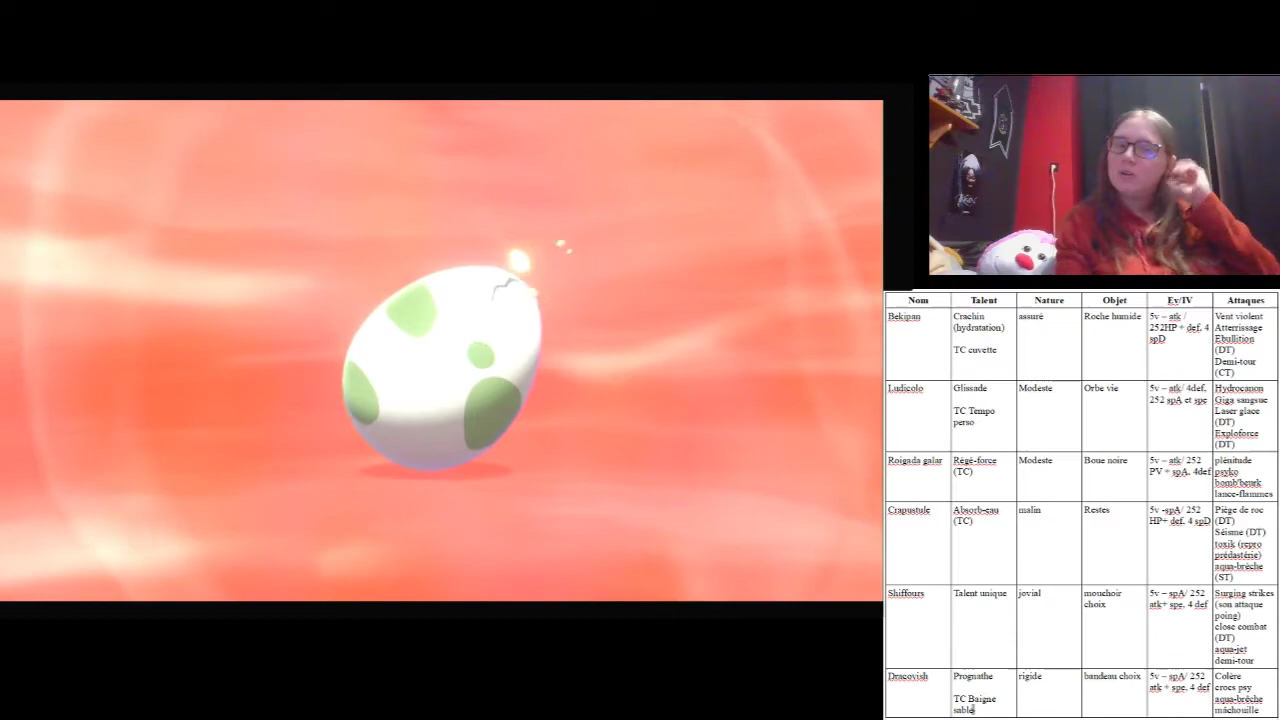 Nom Talent Nature Objet Ev/IV Attaques
Bekipan
Crachin
(hydratation)
TC cuvette
assuré
Roche humide
5v – atk /
252HP + def, 4
spD
Vent violent
Atterrissage
Ebullition
(DT)
Demi-tour
(CT)
Ludicolo
Glissade
TC Tempo
perso
Modeste
Orbe vie
5v – atk/ 4def,
252 spA et spe
Hydrocanon
Giga sangsue
Laser glace
(DT)
Exploforce
(DT)
Roigada galar
Régé-force
(TC)
Modeste
Boue noire
5v – atk/ 252
PV + spA, 4def
plénitude
psyko
bomb'beurk
lance-flammes
Crapustule
Absorb-eau
(TC)
malin
Restes
5v -spA/ 252
HP+ def, 4 spD
Piège de roc
(DT)
Séisme (DT)
toxik (repro
prédastérie)
aqua-brèche
(ST)
Shiffours
Talent unique
jovial
mouchoir
choix
5v – spA/ 252
atk+ spe, 4 def
Surging strikes
(son attaque
poing)
close combat
(DT)
aqua-jet
demi-tour
Dracovish
Prognathe
TC Baigne
sable
rigide
bandeau choix
5v – spA/ 252
atk + spe, 4 def
Colère
crocs psy
aqua-brêche
mâchouille